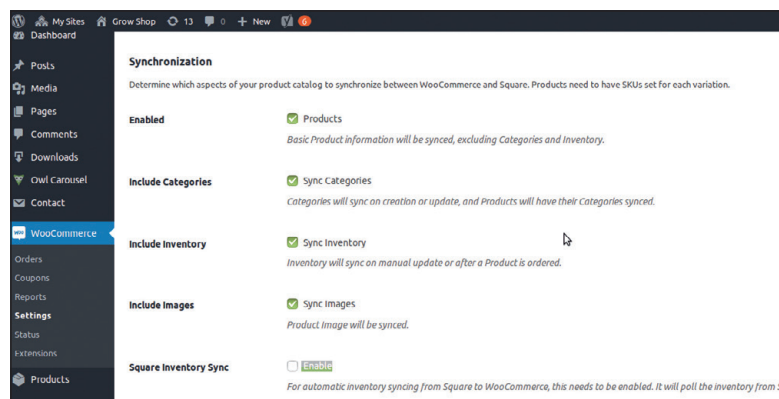 My Sites Grow Shop 13 0 + New 6
Dashboard
Posts
Media
Pages
Comments
Downloads
Owl Carousel
Contact
WooCommerce
Orders
Coupons
Reports
Settings
Status
Extensions
Products
Synchronization
Determine which aspects of your product catalog to synchronize between WooCommerce and Square. Products need to have SKUs set for each variation.
Enabled
Products
Basic Product information will be synced, excluding Categories and Inventory.
Include Categories
Sync Categories
Categories will sync on creation or update, and Products will have their Categories synced.
Include Inventory
Sync Inventory
Inventory will sync on manual update or after a Product is ordered.
Include Images
Sync Images
Product Image will be synced.
Square Inventory Sync
Enable
For automatic inventory syncing from Square to WooCommerce, this needs to be enabled. It will poll the inventory from